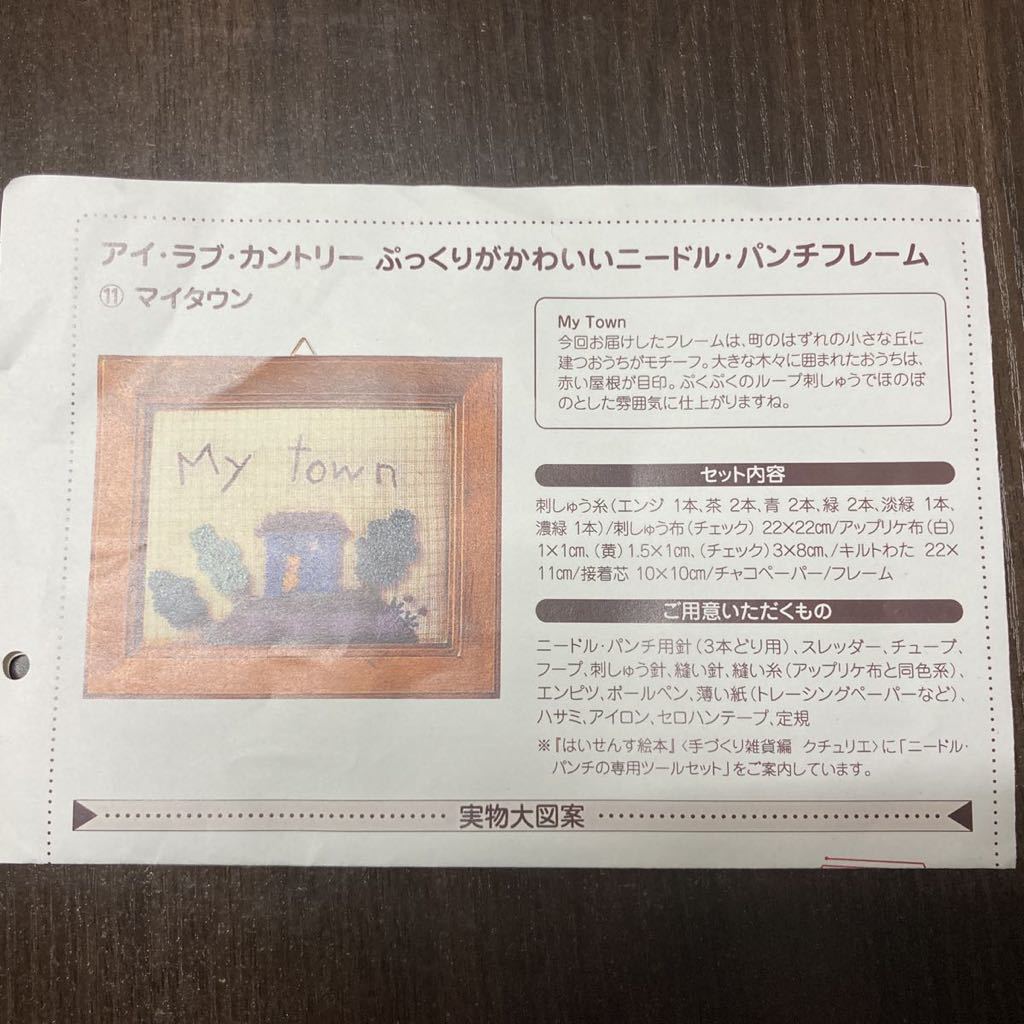 アイ・ラブ・カントリー ぷっくりがかわいいニードル・パンチフレーム
⑪ マイタウン
My Town
今回お届けしたフレームは、町のはずれの小さな丘に
建つおうちがモチーフ。大きな木々に囲まれたおうちは、
赤い屋根が目印。ぷくぷくのループ刺しゅうでほのぼ
のとした雰囲気に仕上がりますね。
My town
セット内容
刺しゅう糸(エンジ 1本、茶 2本、青 2本、緑 2本、淡緑 1本、
濃緑 1本)/刺しゅう布(チェック) 22×22cm/アップリケ布(白)
1×1cm、(黄)1.5×1cm、(チェック)3×8cm、/キルトわた 22×
11cm/接着芯 10×10cm/チャコペーパー/フレーム
ご用意いただくもの
ニードル・パンチ用針(3本どり用)、スレッダー、チューブ、
フープ、刺しゅう針、縫い針、縫い糸(アップリケ布と同色系)、
エンピツ、ボールペン、薄い紙(トレーシングペーパーなど)、
ハサミ、アイロン、セロハンテープ、定規
※『はいせんす絵本』〈手づくり雑貨編 クチュリエ〉に「ニードル・
パンチの専用ツールセット」をご案内しています。
実物大図案